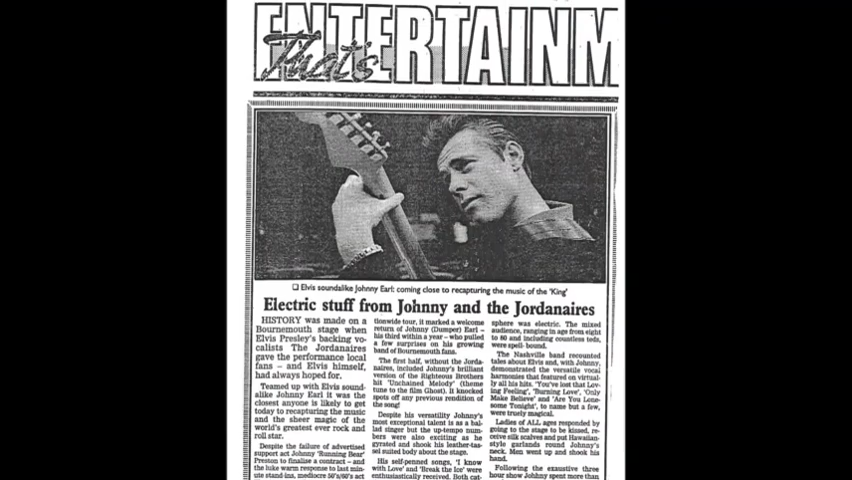 ENTERTAINM
That's
❑ Elvis soundalike Johnny Earl: coming close to recapturing the music of the 'King'
Electric stuff from Johnny and the Jordanaires
HISTORY was made on a
Bournemouth stage when
Elvis Presley's backing vo-
calists The Jordanaires
gave the performance local
fans – and Elvis himself,
had always hoped for.
Teamed up with Elvis sound-
alike Johnny Earl it was the
closest anyone is likely to get
today to recapturing the music
and the sheer magic of the
world's greatest ever rock and
roll star.
Despite the failure of advertised
support act Johnny 'Running Bear'
Preston to finalise a contract – and
the luke warm response to last min-
ute stand-ins, mediocre 50's/60's act
tionwide tour, it marked a welcome
return of Johnny (Dumper) Earl –
his third within a year – who pulled
a few surprises on his growing
band of Bournemouth fans.
The first half, without the Jorda-
naires, included Johnny's brilliant
version of the Righteous Brothers
hit 'Unchained Melody' (theme
tune to the film Ghost). It knocked
spots off any previous rendition of
the song!
Despite his versatility Johnny's
most exceptional talent is as a bal-
lad singer but the up-tempo num-
bers were also exciting as he
gyrated and shook his leather-tas-
sel suited body about the stage.
His self-penned songs, 'I know
with Love' and 'Break the Ice' were
enthusiastically received. Both cat-
sphere was electric. The mixed
audience, ranging in age from eight
to 80 and including countless teds,
were spell-bound.
The Nashville band recounted
tales about Elvis and, with Johnny,
demonstrated the versatile vocal
harmonies that featured on virtual-
ly all his hits. 'You've lost that Lov-
ing Feeling', 'Burning Love', 'Only
Make Believe' and 'Are You Lone-
some Tonight', to name but a few,
were truely magical.
Ladies of ALL ages responded by
going to the stage to be kissed, re-
ceive silk scalves and put Hawaiian-
style garlands round Johnny's
neck. Men went up and shook his
hand.
Following the exaustive three
hour show Johnny spent more than